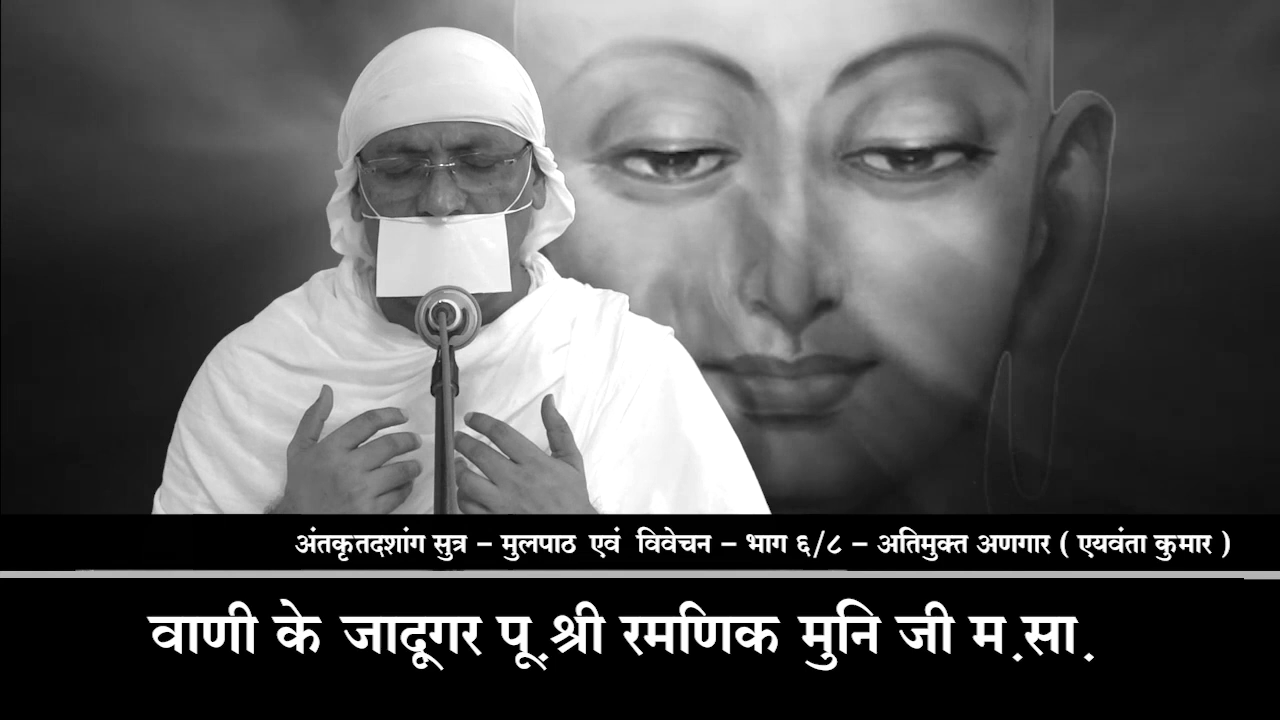 अंतकृतदशांग सुत्र – मुलपाठ एवं विवेचन – भाग ६/८ – अतिमुक्त अणगार ( एयवंता कुमार )
वाणी के जादूगर पू.श्री रमणिक मुनि जी म.सा.